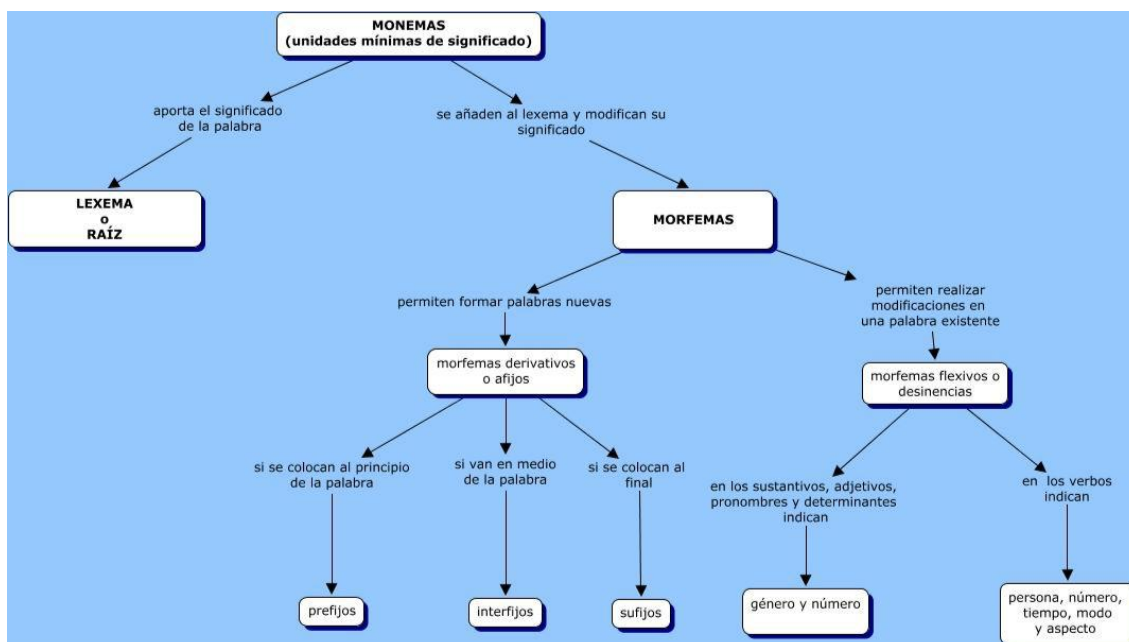 MONEMAS
(unidades mínimas de significado)
aporta el significado
de la palabra
se añaden al lexema y modifican su
significado
LEXEMA
o
RAÍZ
MORFEMAS
permiten formar palabras nuevas
permiten realizar
modificaciones en
una palabra existente
morfemas derivativos
o afijos
morfemas flexivos o
desinencias
si se colocan al principio
de la palabra
si van en medio
de la palabra
si se colocan al
final
en los sustantivos, adjetivos,
pronombres y determinantes
indican
en los verbos
indican
prefijos
interfijos
sufijos
género y número
persona, número,
tiempo, modo
y aspecto